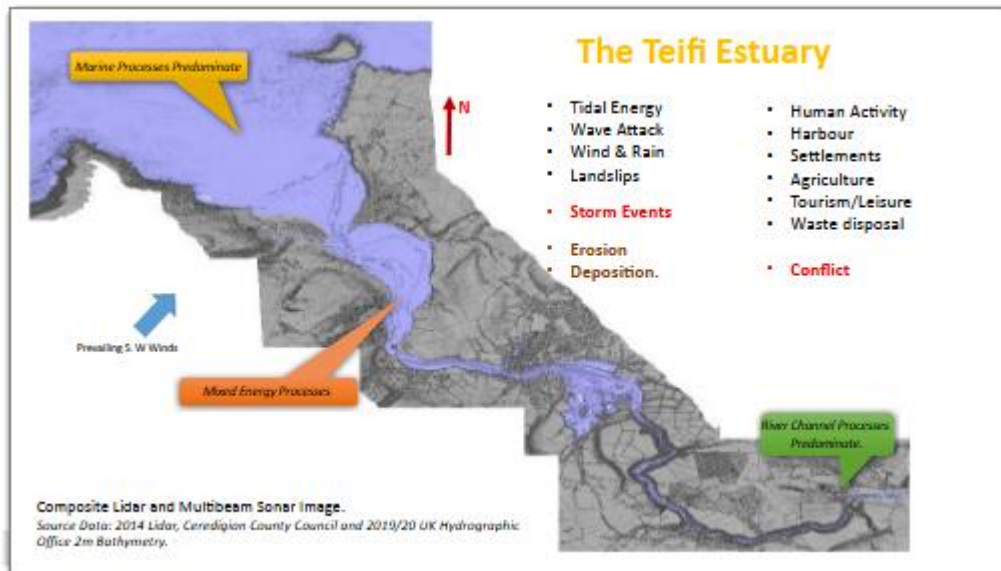 The Teifi Estuary
Marine Processes Predominate
N
Tidal Energy
Wave Attack
Wind & Rain
Landslips
Storm Events
Erosion
Deposition.
Human Activity
Harbour
Settlements
Agriculture
Tourism/Leisure
Waste disposal
Conflict
Prevailing S. W Winds
Mixed Energy Processes
River Channel Processes
Predominate.
Composite Lidar and Multibeam Sonar Image.
Source Data: 2014 Lidar, Ceredigion County Council and 2019/20 UK Hydrographic
Office 2m Bathymetry.